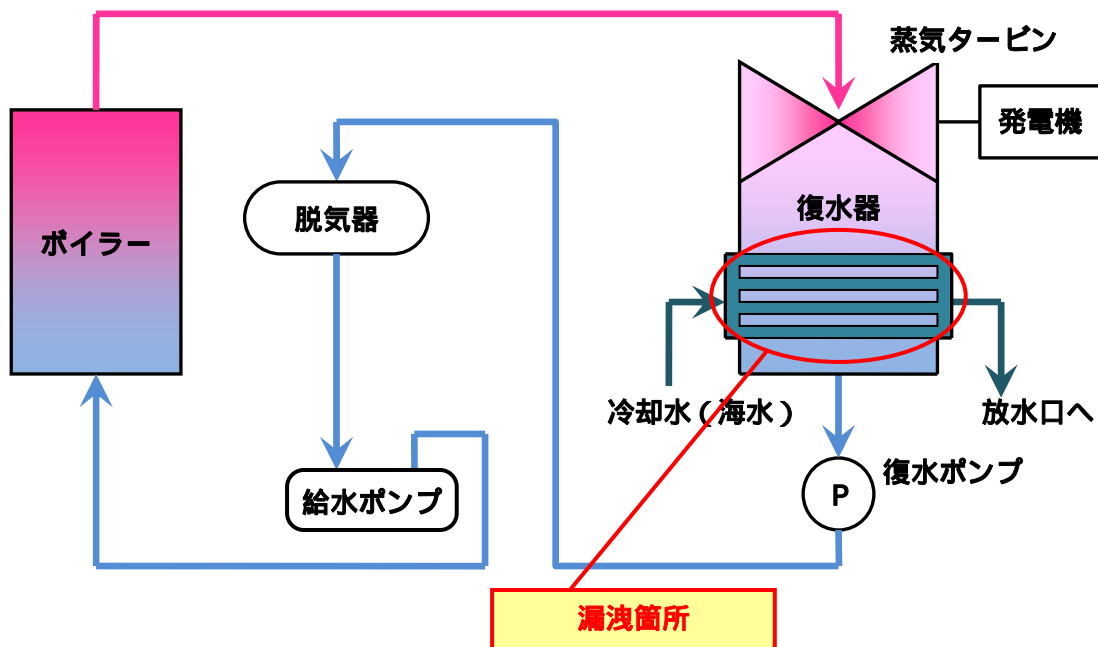 蒸気タービン
発電機
復水器
脱気器
ボイラー
冷却水(海水)
放水口へ
復水ポンプ
P
給水ポンプ
漏洩箇所